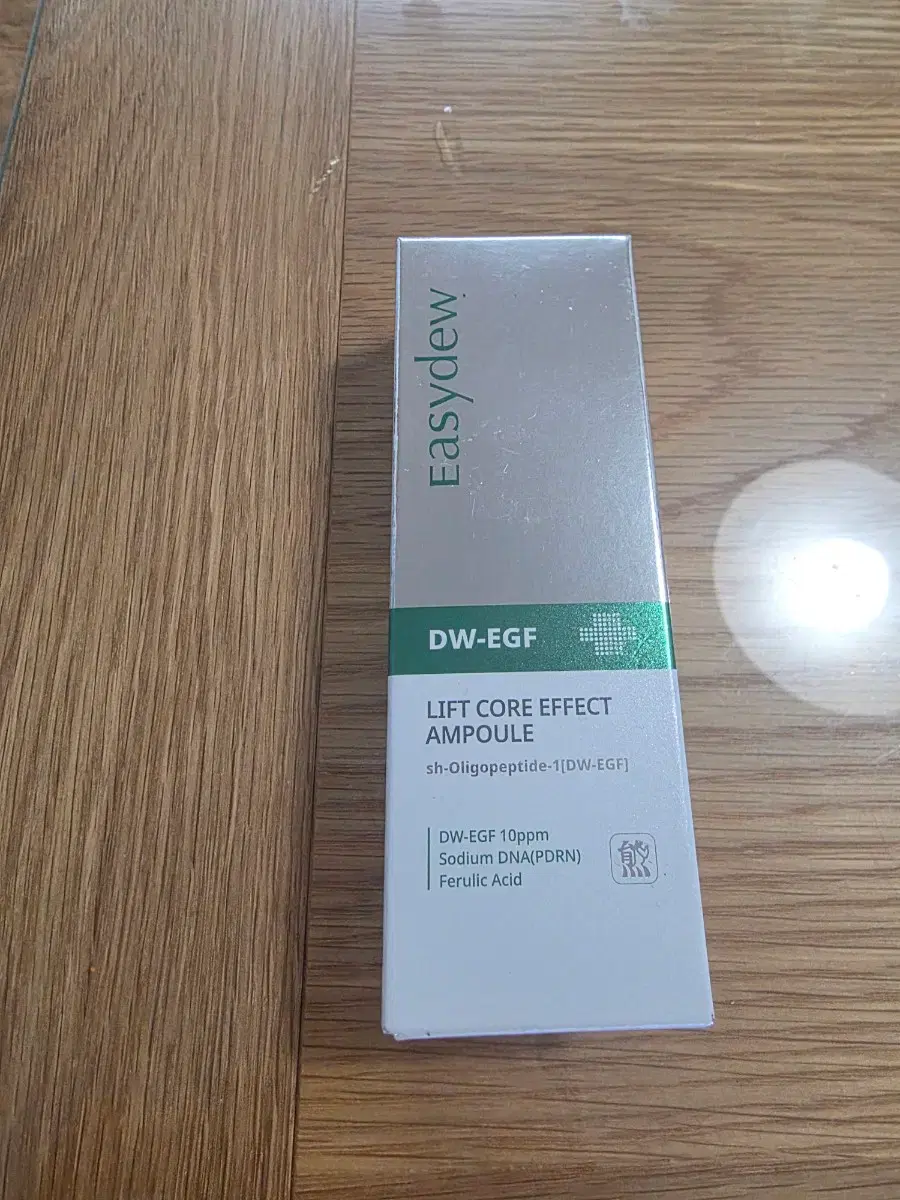 Easydew
DW-EGF
LIFT CORE EFFECT
AMPOULE
sh-Oligopeptide-1[DW-EGF]
DW-EGF 10ppm
Sodium DNA(PDRN)
Ferulic Acid
熊